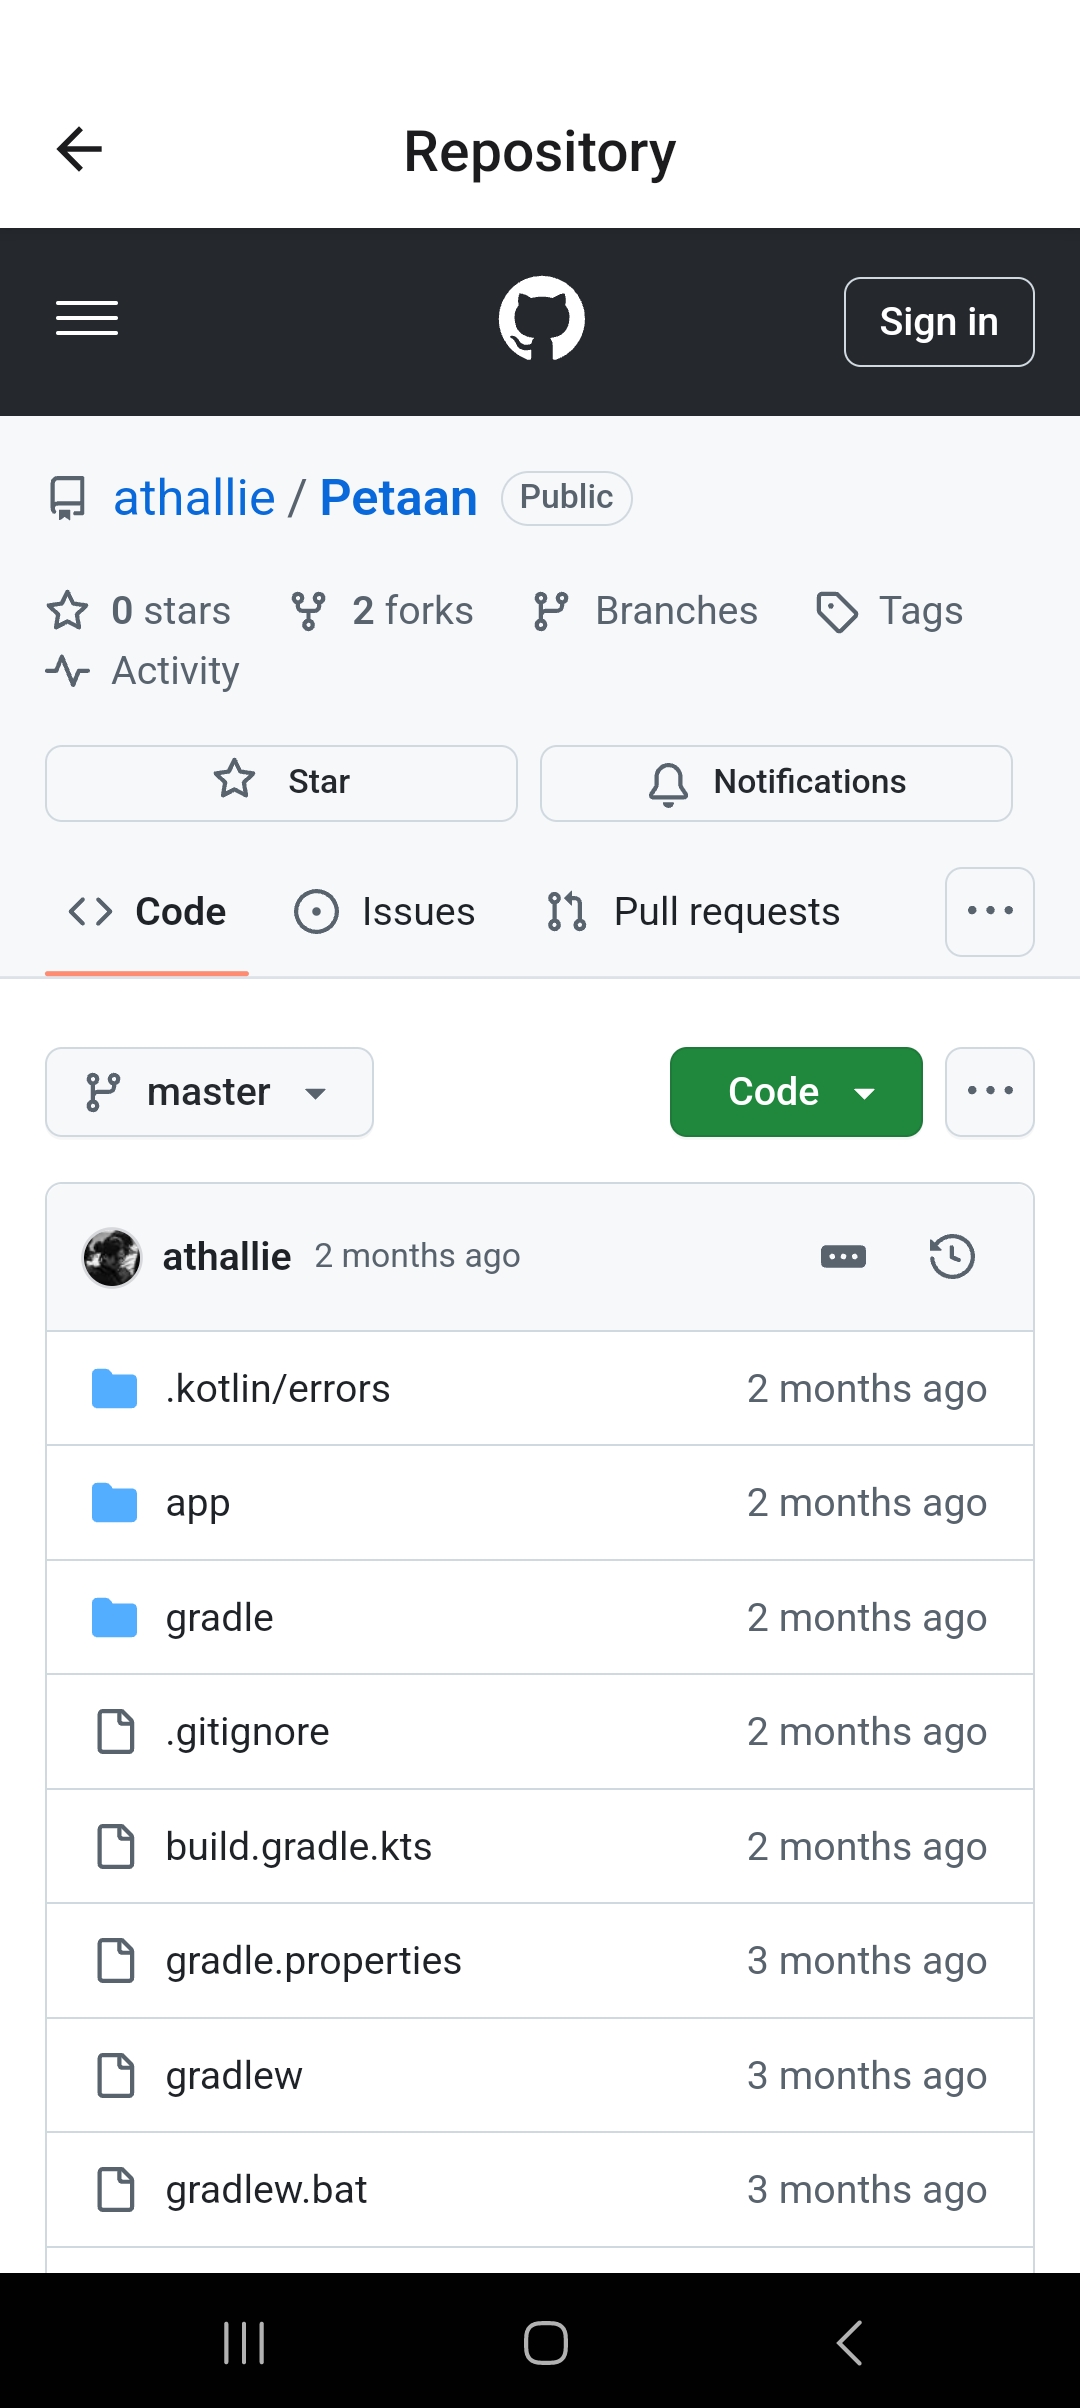 Repository
Sign in
athallie / Petaan Public
0 stars 2 forks Branches Tags
Activity
Star Notifications
Code Issues Pull requests
master Code
athallie 2 months ago
.kotlin/errors 2 months ago
app 2 months ago
gradle 2 months ago
.gitignore 2 months ago
build.gradle.kts 2 months ago
gradle.properties 3 months ago
gradlew 3 months ago
gradlew.bat 3 months ago